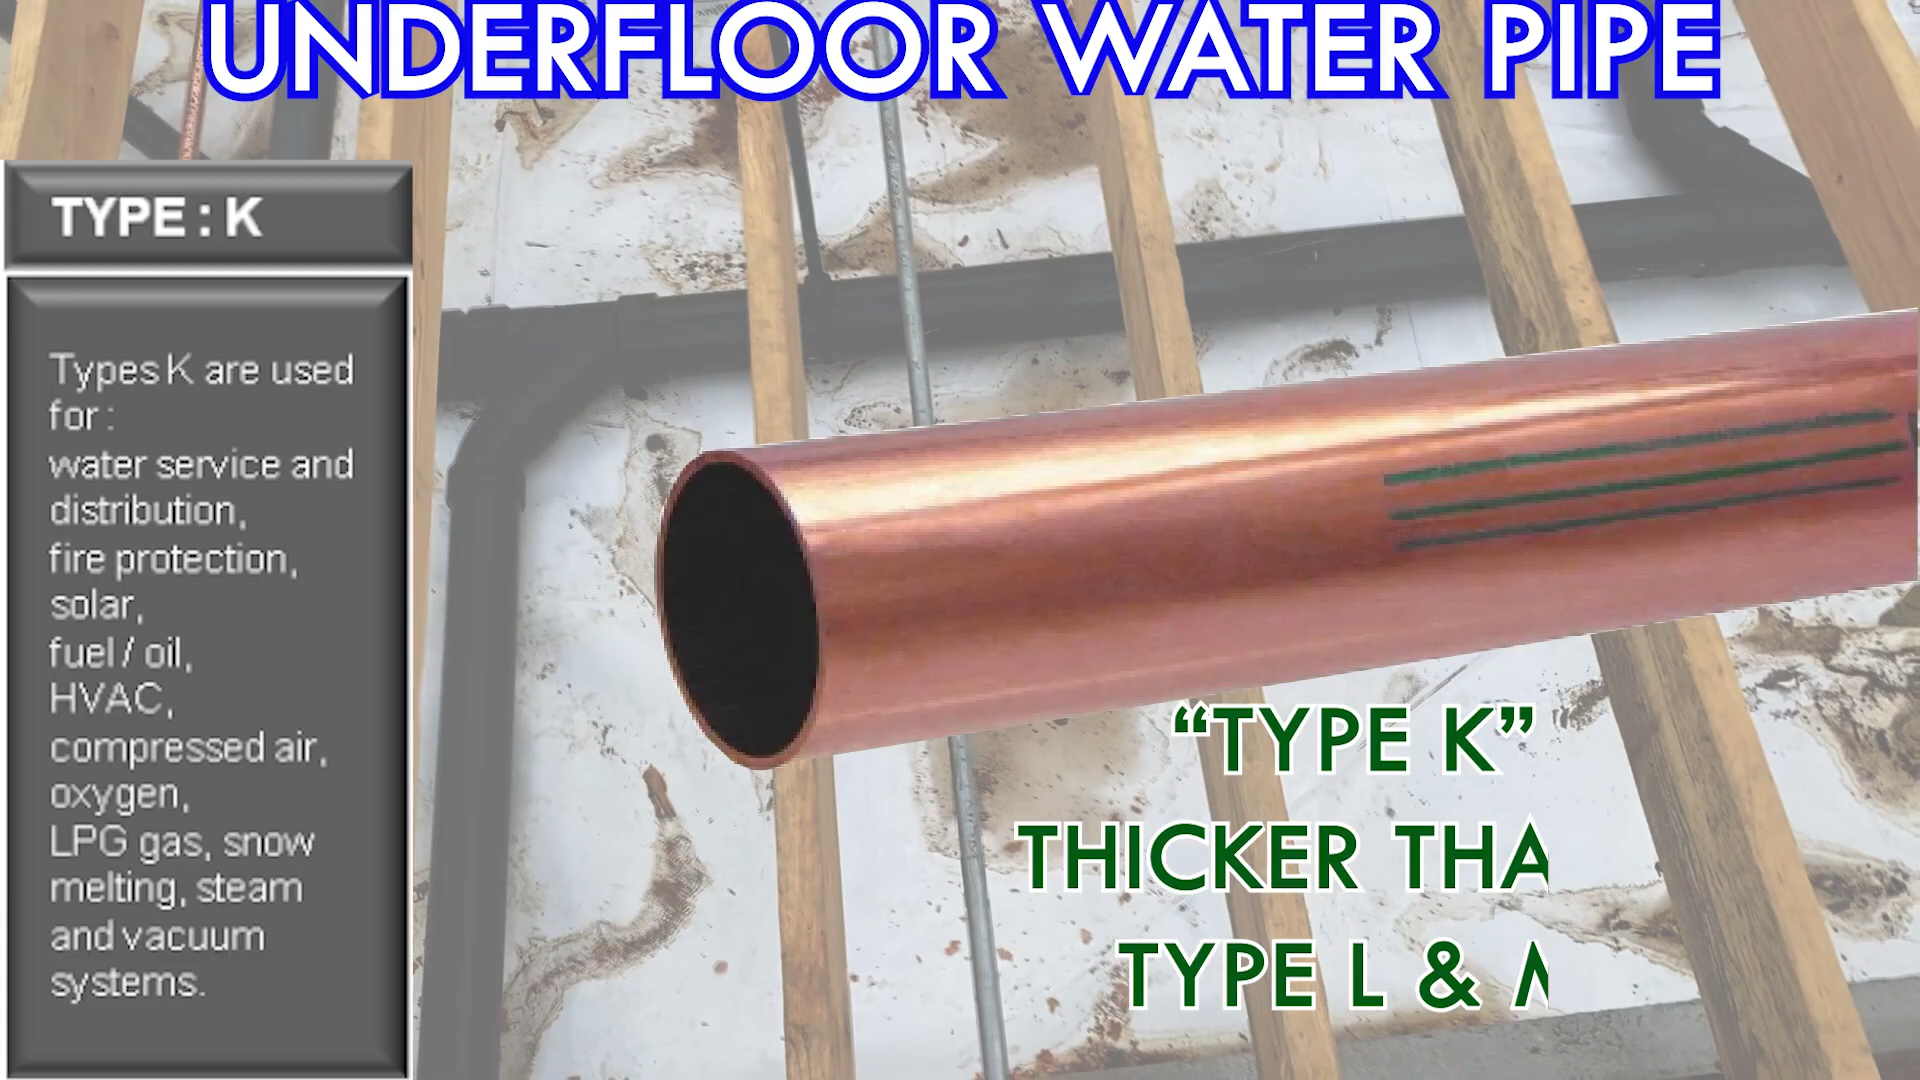 UNDERFLOOR WATER PIPE
TYPE : K
Types K are used
for :
water service and
distribution,
fire protection,
solar,
fuel / oil,
HVAC,
compressed air,
oxygen,
LPG gas, snow
melting, steam
and vacuum
systems.
“TYPE K”
THICKER THA
TYPE L &